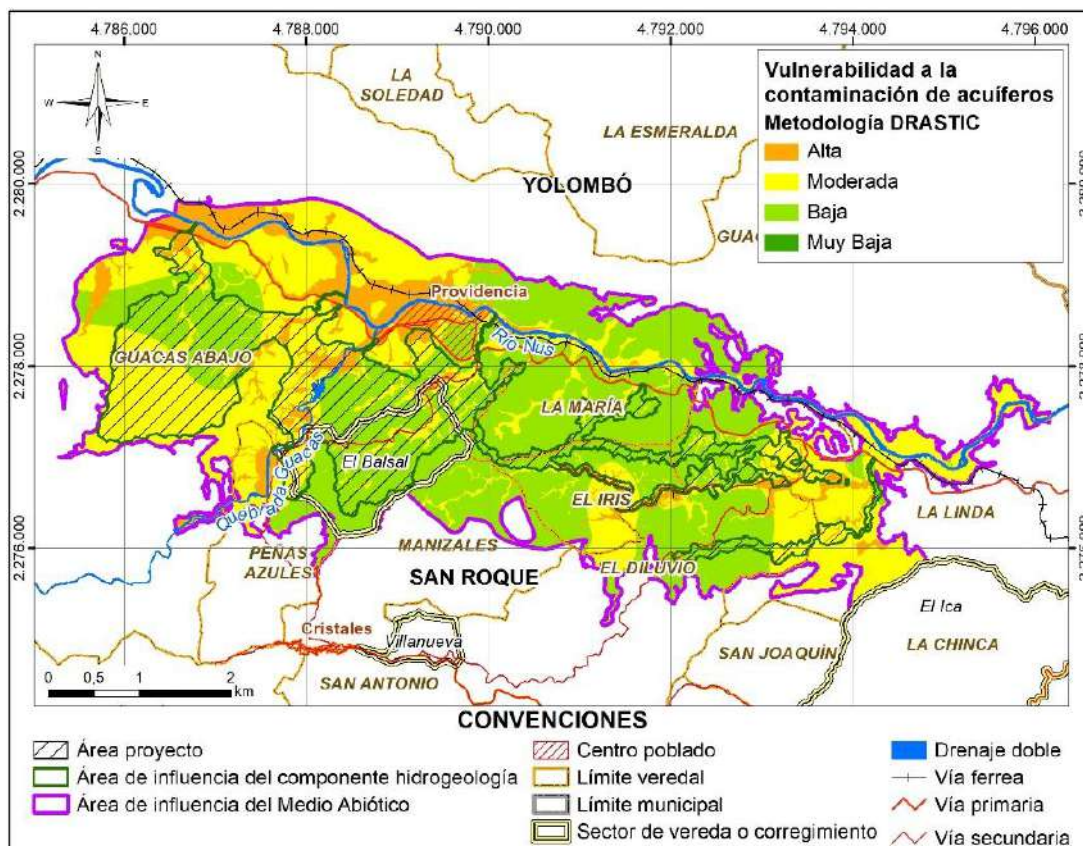 4.786.000 4.788.000 4.790.000 4.792.000 4.794.000 4.796.000
N
W E
S
Vulnerabilidad a la
contaminación de acuíferos
Metodología DRASTIC
Alta
Moderada
Baja
Muy Baja
LA
SOLEDAD
LA ESMERALDA
YOLOMBÓ
2.280.000
GUAC
Providencia
Río Nus
GUACAS ABAJO
2.278.000
LA MARÍA
El Balsal
Quebrada Guacas
EL IRIS
LA LINDA
2.276.000
PEÑAS
AZULES
MANIZALES
SAN ROQUE
EL DILUVIO
El Ica
Cristales
Villanueva
SAN JOAQUÍN
LA CHINCA
SAN ANTONIO
0 0,5 1 2
km
CONVENCIONES
Área proyecto
Área de influencia del componente hidrogeología
Área de influencia del Medio Abiótico
Centro poblado
Límite veredal
Límite municipal
Sector de vereda o corregimiento
Drenaje doble
Vía ferrea
Vía primaria
Vía secundaria